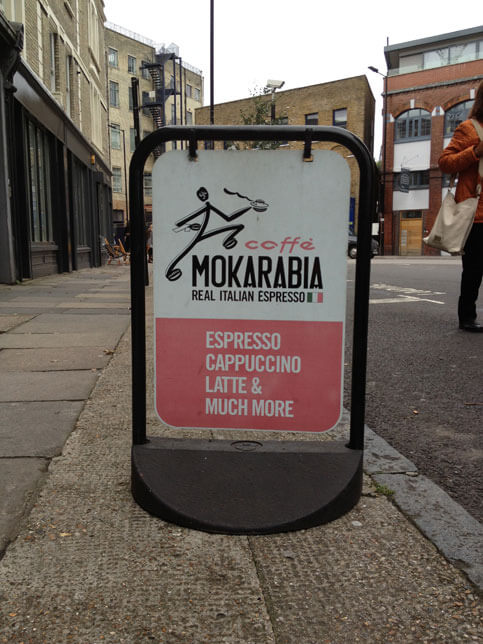 caffè
MOKARABIA
REAL ITALIAN ESPRESSO
ESPRESSO
CAPPUCCINO
LATTE &
MUCH MORE